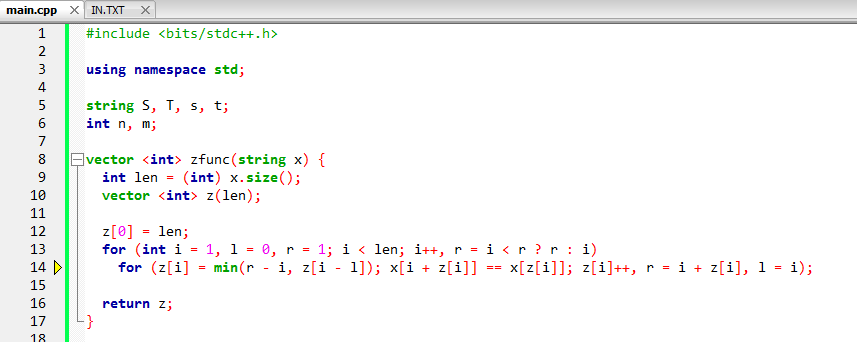 main.cpp IN.TXT
1 #include <bits/stdc++.h>
2
3 using namespace std;
4
5 string S, T, s, t;
6 int n, m;
7
8 vector <int> zfunc(string x) {
9 int len = (int) x.size();
10 vector <int> z(len);
11
12 z[0] = len;
13 for (int i = 1, l = 0, r = 1; i < len; i++, r = i < r ? r : i)
14 for (z[i] = min(r - i, z[i - l]); x[i + z[i]] == x[z[i]]; z[i]++, r = i + z[i], l = i);
15
16 return z;
17 }
18